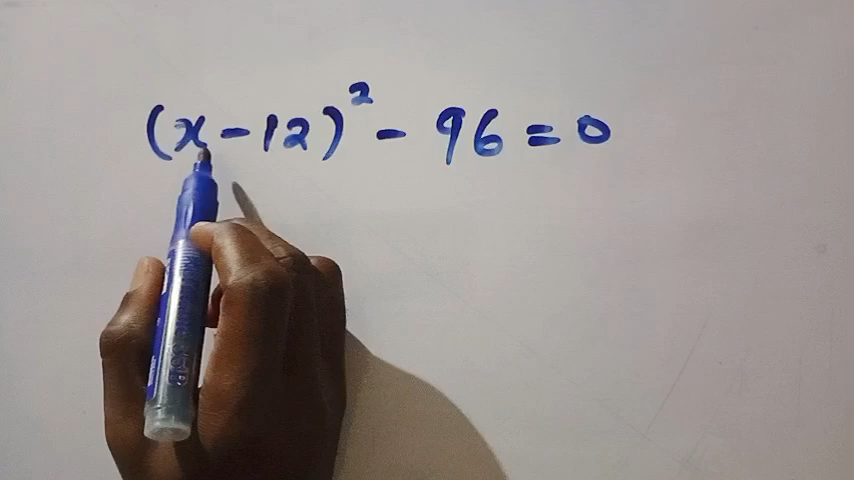 (x-12)² - 96 = 0